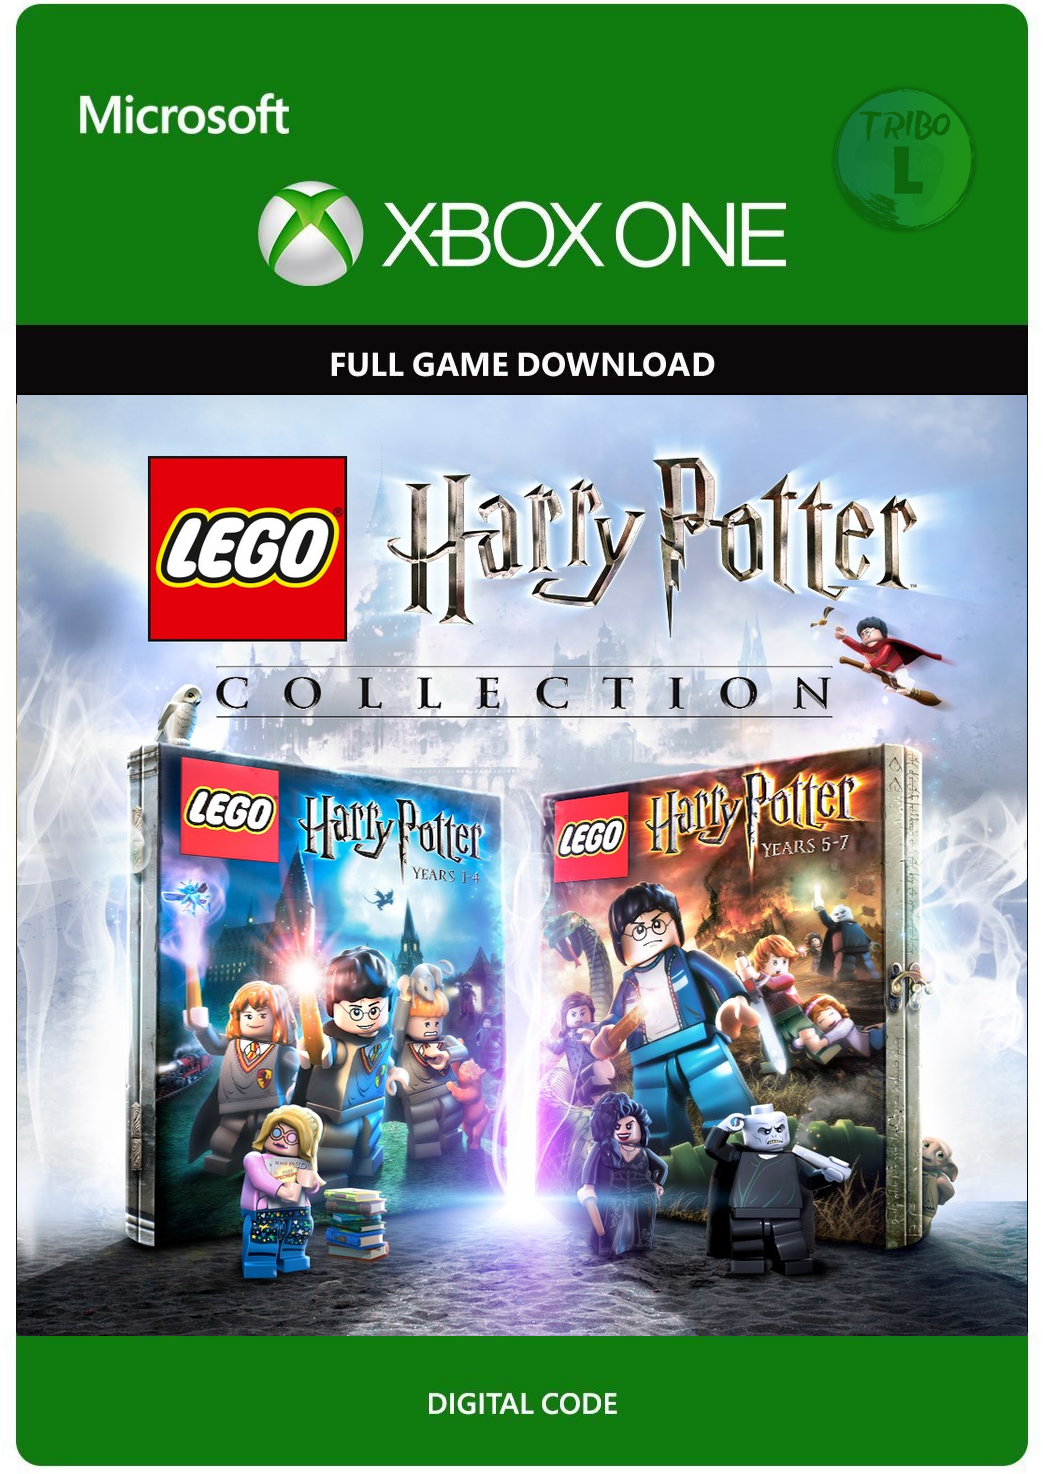 Microsoft
TRIBO
L
XBOX ONE
FULL GAME DOWNLOAD
LEGO®
Harry Potter™
COLLECTION
LEGO
Harry Potter
YEARS 1-4
LEGO
Harry Potter
YEARS 5-7
DIGITAL CODE